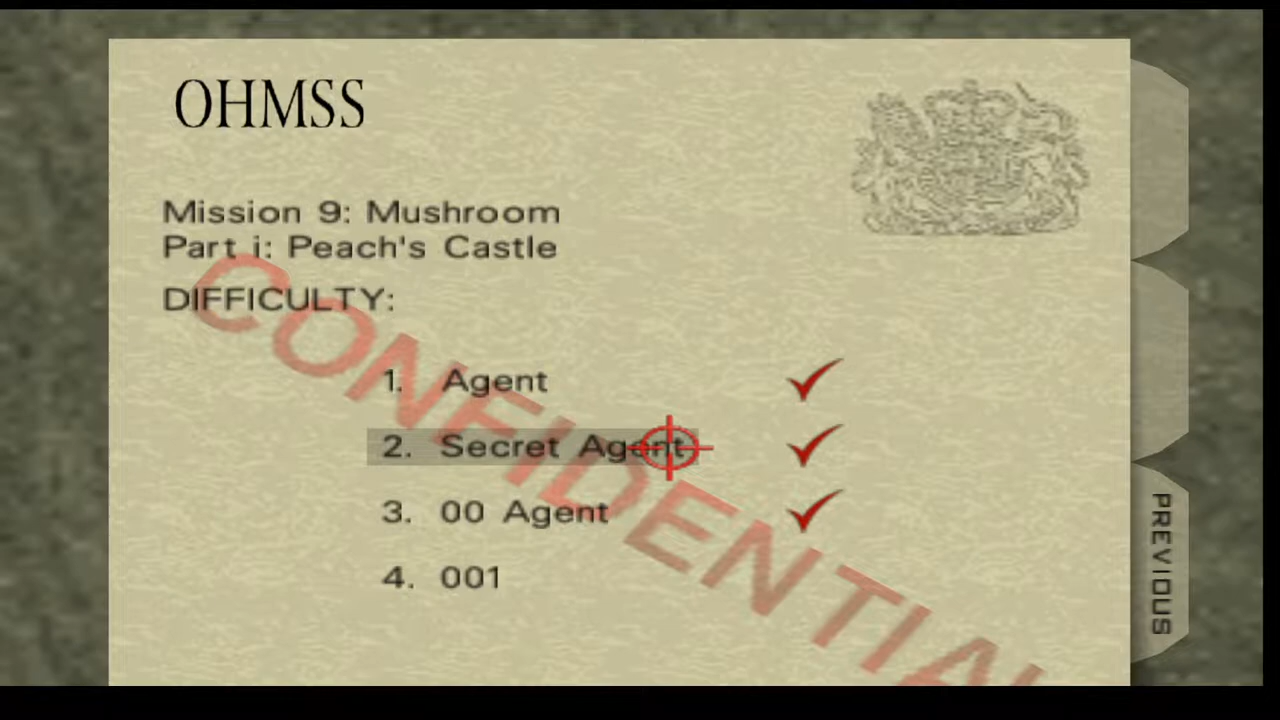 OHMSS
Mission 9: Mushroom
Part i: Peach's Castle
DIFFICULTY:
1. Agent
2. Secret Agent
3. 00 Agent
4. 001
CONFIDENTIAL
PREVIOUS